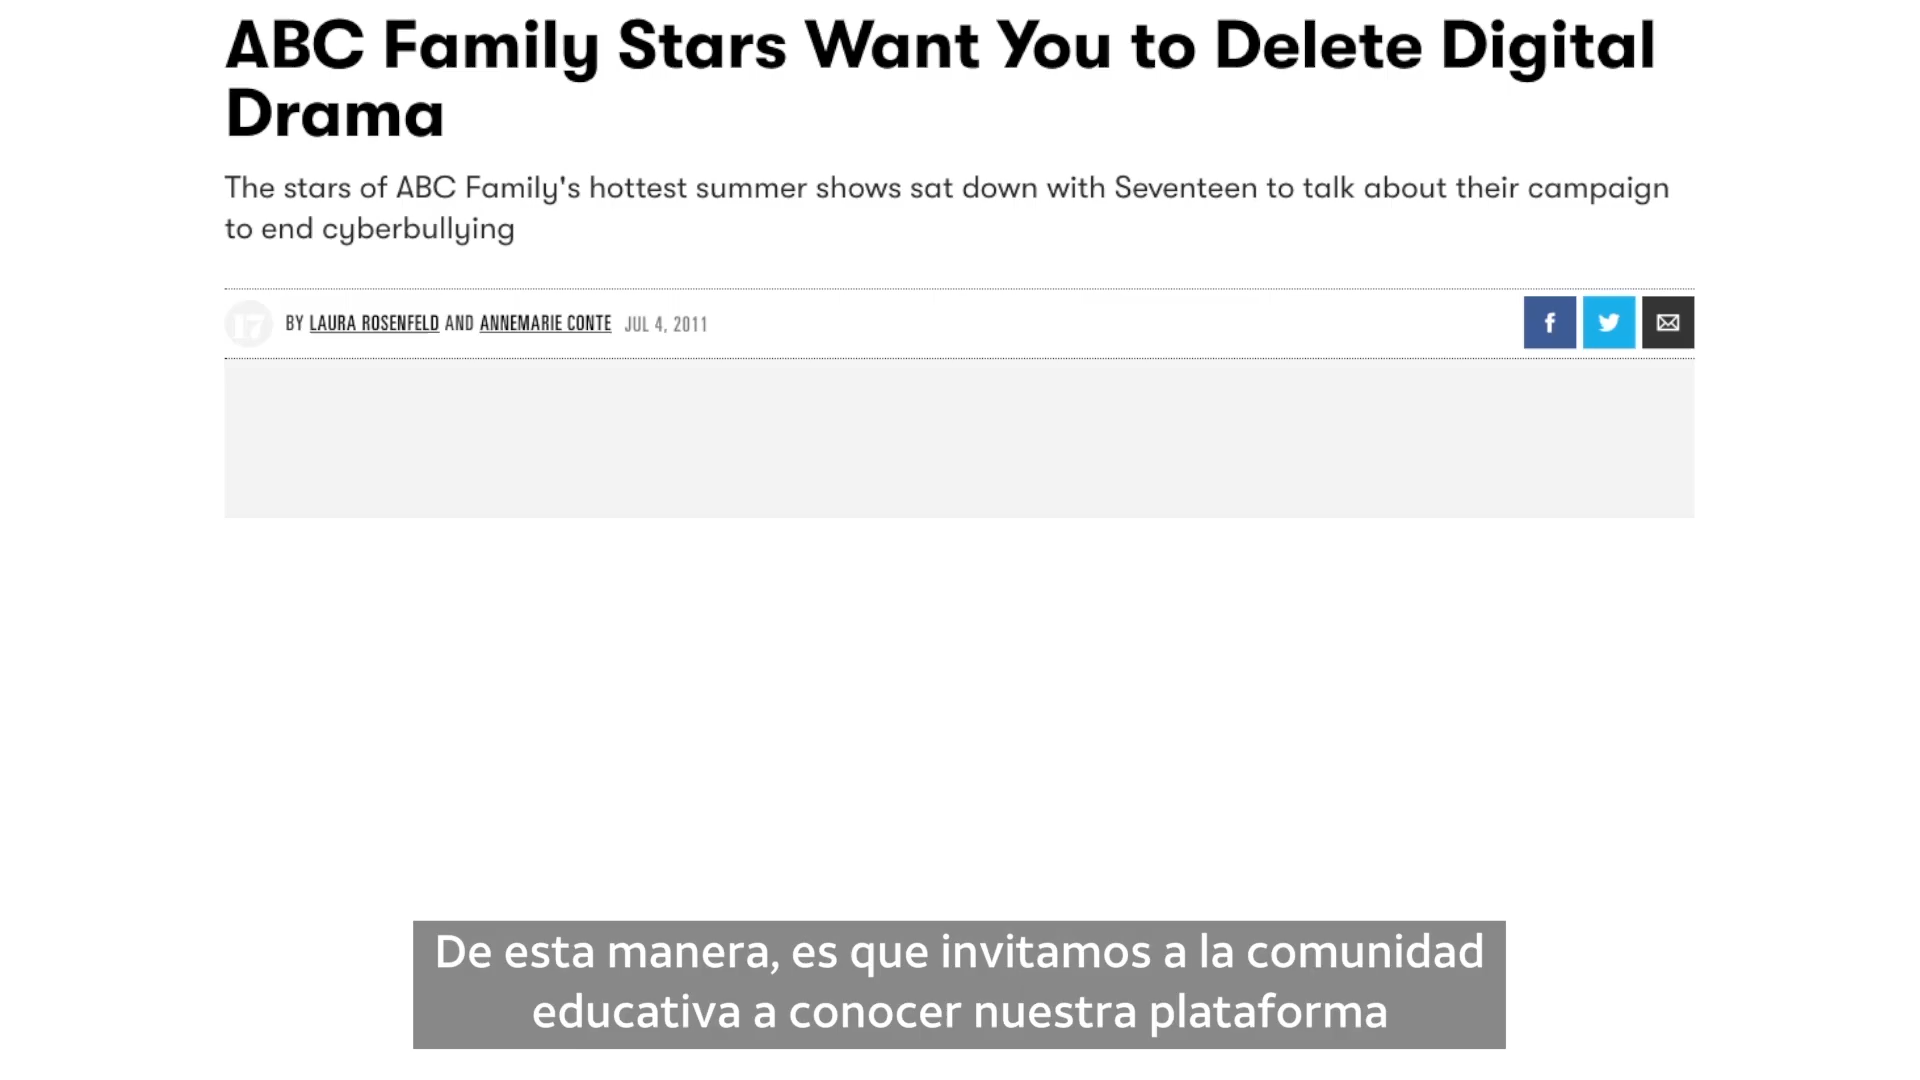 ABC Family Stars Want You to Delete Digital
Drama
The stars of ABC Family's hottest summer shows sat down with Seventeen to talk about their campaign
to end cyberbullying
17
BY LAURA ROSENFELD AND ANNEMARIE CONTE JUL 4, 2011
De esta manera, es que invitamos a la comunidad
educativa a conocer nuestra plataforma